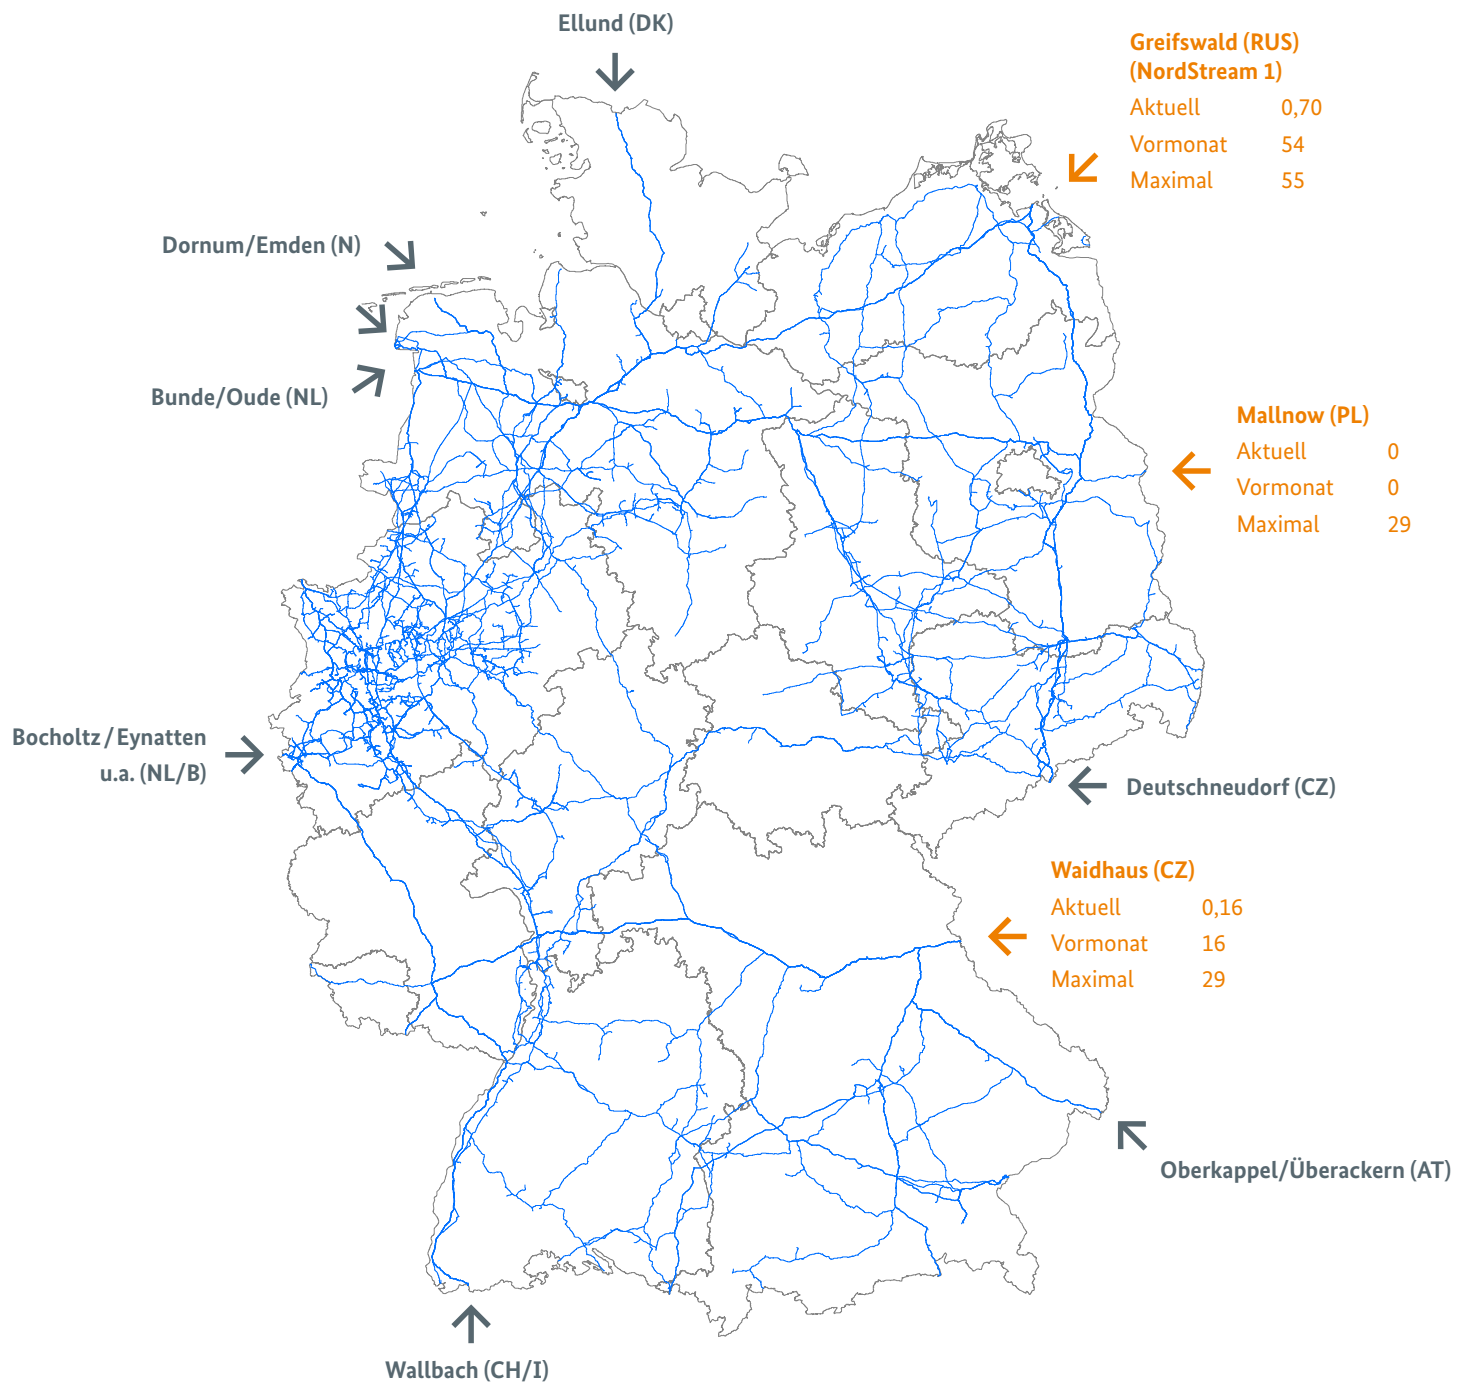 Ellund (DK)
Greifswald (RUS)
(NordStream 1)
Aktuell 0,70
Vormonat 54
Maximal 55
Dornum/Emden (N)
Bunde/Oude (NL)
Mallnow (PL)
Aktuell 0
Vormonat 0
Maximal 29
Bocholtz / Eynatten
u.a. (NL/B)
Deutschneudorf (CZ)
Waidhaus (CZ)
Aktuell 0,16
Vormonat 16
Maximal 29
Oberkappel/Überackern (AT)
Wallbach (CH/I)